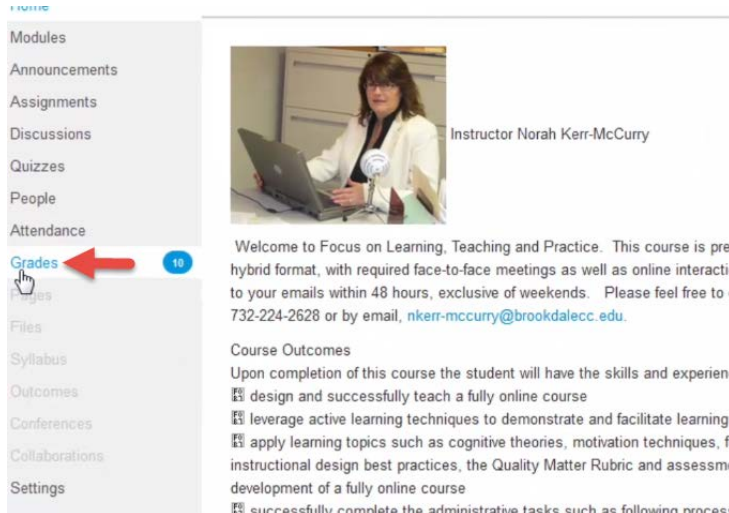 Home
Modules
Announcements
Assignments
Discussions
Quizzes
People
Attendance
Grades 10
Pages
Files
Syllabus
Outcomes
Conferences
Collaborations
Settings
Instructor Norah Kerr-McCurry
Welcome to Focus on Learning, Teaching and Practice. This course is pre
hybrid format, with required face-to-face meetings as well as online interacti
to your emails within 48 hours, exclusive of weekends. Please feel free to
732-224-2628 or by email, nkerr-mccurry@brookdalecc.edu.
Course Outcomes
Upon completion of this course the student will have the skills and experien
design and successfully teach a fully online course
leverage active learning techniques to demonstrate and facilitate learning
apply learning topics such as cognitive theories, motivation techniques, f
instructional design best practices, the Quality Matter Rubric and assessm
development of a fully online course
successfully complete the administrative tasks such as following process